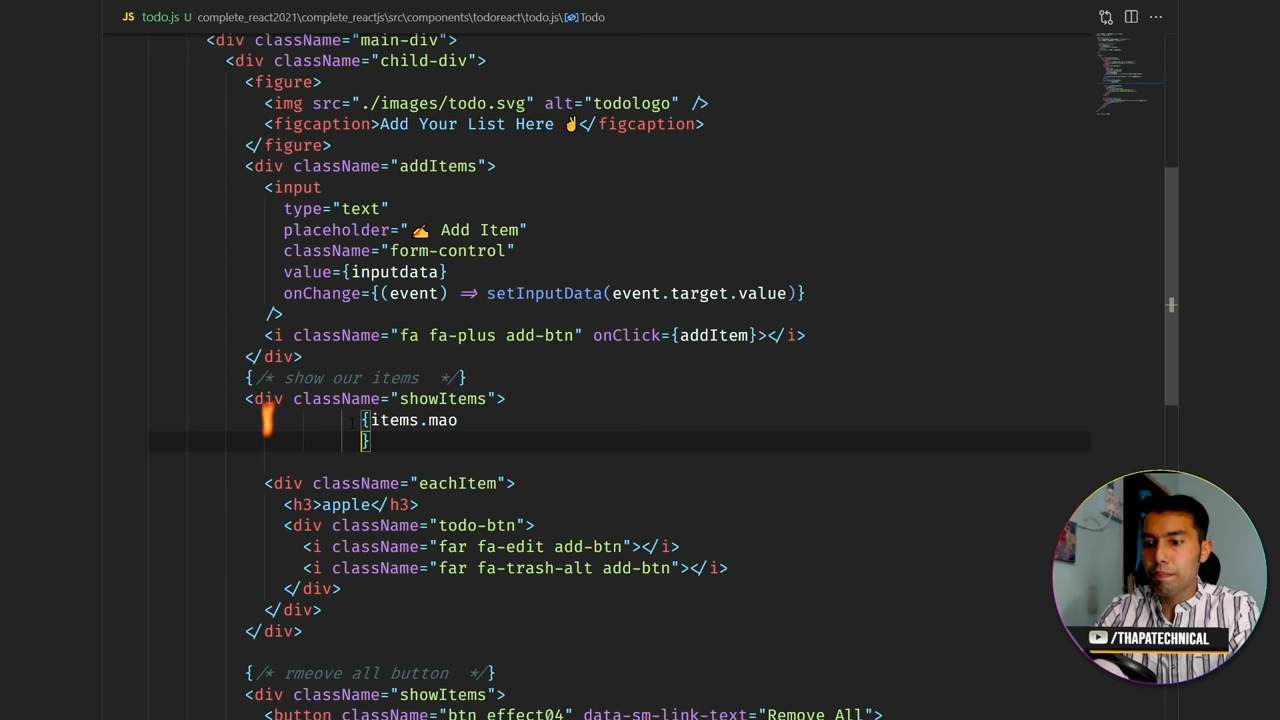 JS todo.js U complete_react2021\complete_reactjs\src\components\todoreact\todo.js\Todo
<div className="main-div">
<div className="child-div">
<figure>
<img src="./images/todo.svg" alt="todologo" />
<figcaption>Add Your List Here ✌</figcaption>
</figure>
<div className="addItems">
<input
type="text"
placeholder="✍ Add Item"
className="form-control"
value={inputdata}
onChange={(event) => setInputData(event.target.value)}
/>
<i className="fa fa-plus add-btn" onClick={addItem}></i>
</div>
{/* show our items  */}
<div className="showItems">
{items.mao
}
<div className="eachItem">
<h3>apple</h3>
<div className="todo-btn">
<i className="far fa-edit add-btn"></i>
<i className="far fa-trash-alt add-btn"></i>
</div>
</div>
</div>
{/* rmeove all button  */}
<div className="showItems">
<button className="btn effect04" data-sm-link-text="Remove All"
/THAPATECHNICAL